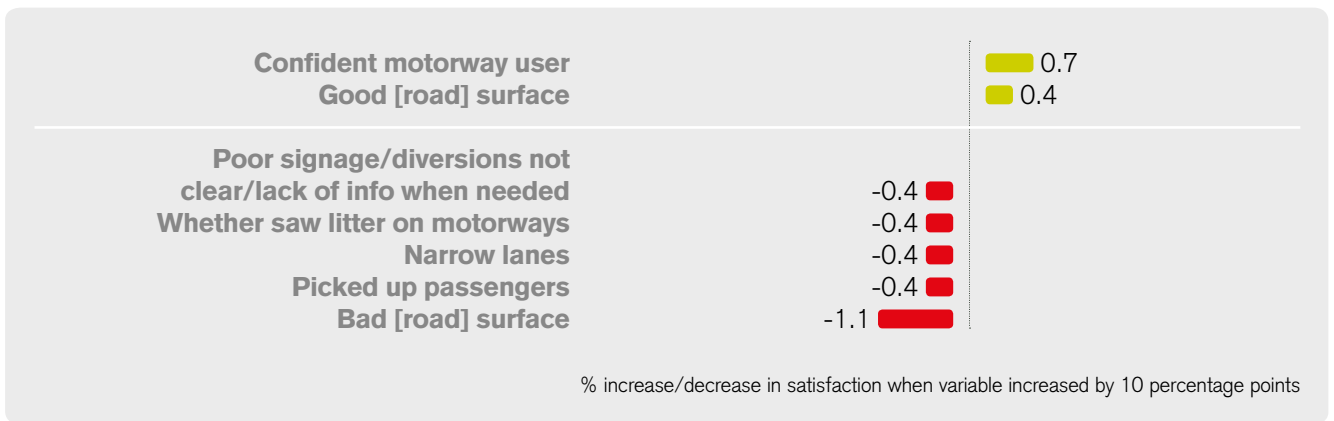 Confident motorway user 0.7
Good [road] surface 0.4
Poor signage/diversions not
clear/lack of info when needed -0.4
Whether saw litter on motorways -0.4
Narrow lanes -0.4
Picked up passengers -0.4
Bad [road] surface -1.1
% increase/decrease in satisfaction when variable increased by 10 percentage points